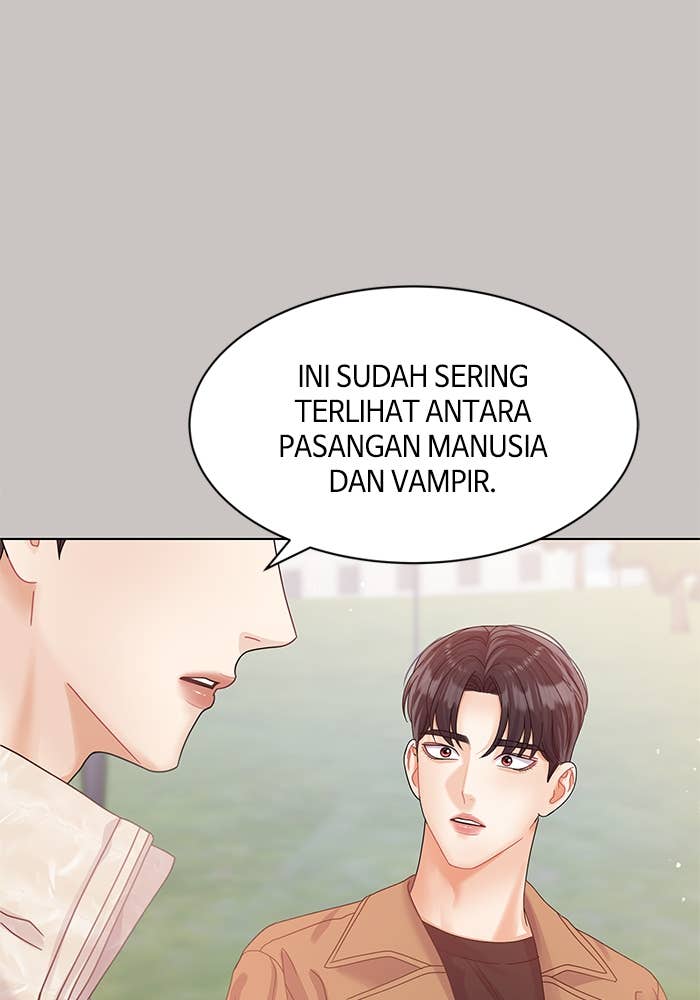 INI SUDAH SERING
TERLIHAT ANTARA
PASANGAN MANUSIA
DAN VAMPIR.